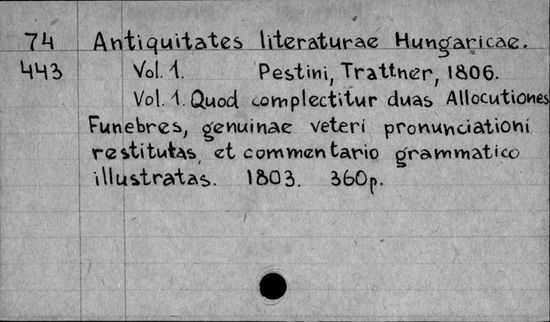 74 Antiquitates literaturae Hungaricae.
443 Vol. 1. Pestini, Trattner, 1806.
Vol. 1. Quod complectitur duas Allocutiones
Funebres, genuinae veteri pronunciationi
restitutas, et commentario grammatico
illustratas. 1803. 360p.